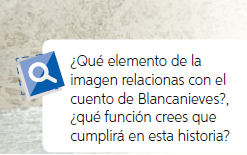 ¿Qué elemento de la
imagen relacionas con el
cuento de Blancanieves?,
¿qué función crees que
cumplirá en esta historia?